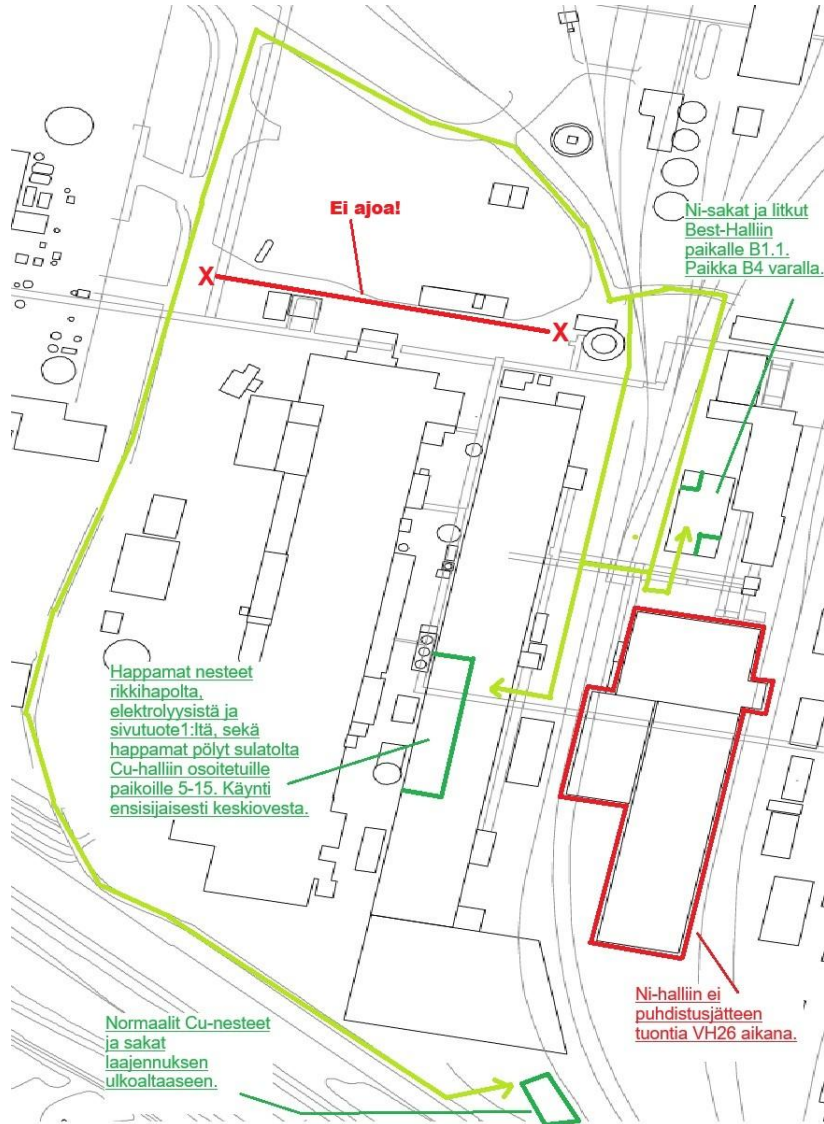 Ei ajoa!
X
X
Ni-sakat ja litkut
Best-Halliin
paikalle B1.1.
Paikka B4 varalla.
Happamat nesteet
rikkihapolta,
elektrolyysistä ja
sivutuote1:ltä, sekä
happamat pölyt sulatolta
Cu-halliin osoitetuille
paikoille 5-15. Käynti
ensisijaisesti keskiovesta.
Ni-halliin ei
puhdistusjätteen
tuontia VH26 aikana.
Normaalit Cu-nesteet
ja sakat
laajennuksen
ulkoaltaaseen.